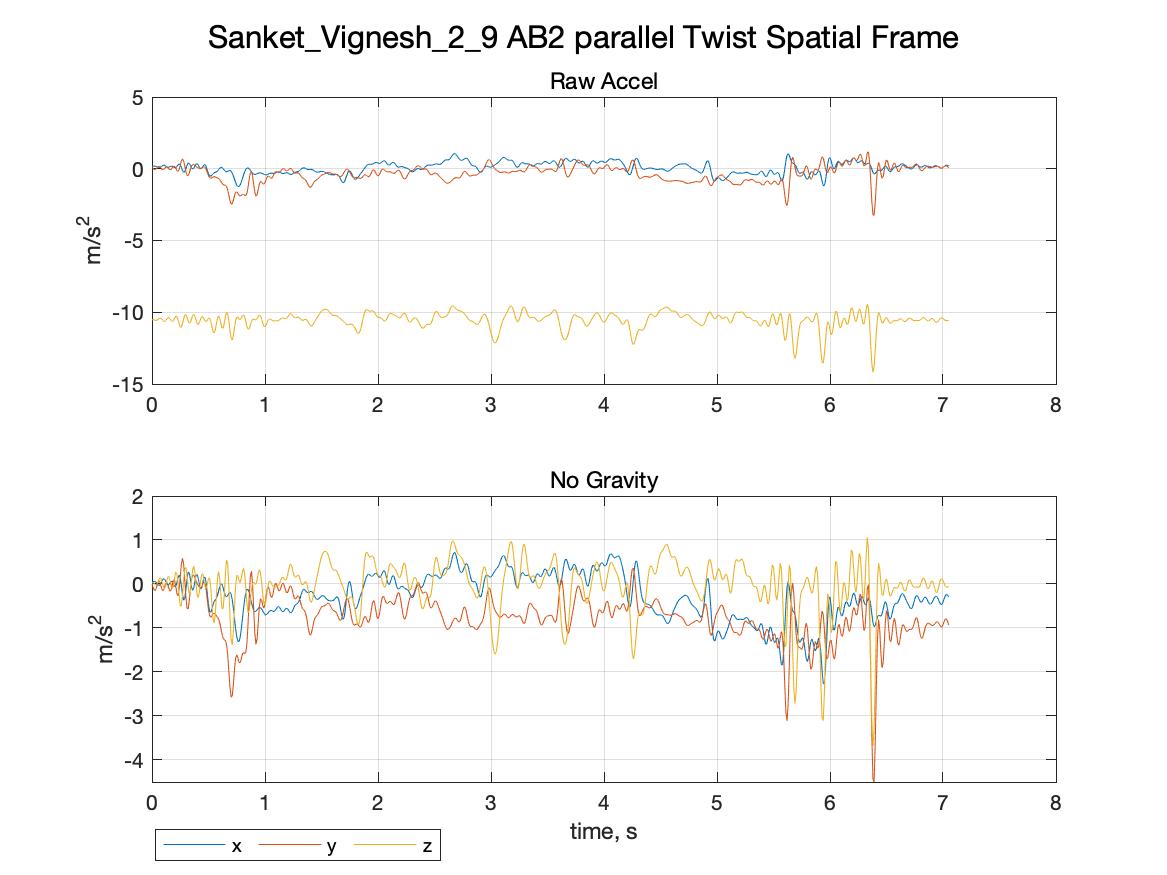 Sanket_Vignesh_2_9 AB2 parallel Twist Spatial Frame
Raw Accel
5
0
-5
-10
-15
m/s2
0 1 2 3 4 5 6 7 8
No Gravity
2
1
0
-1
-2
-3
-4
m/s2
0 1 2 3 4 5 6 7 8
time, s
x y z